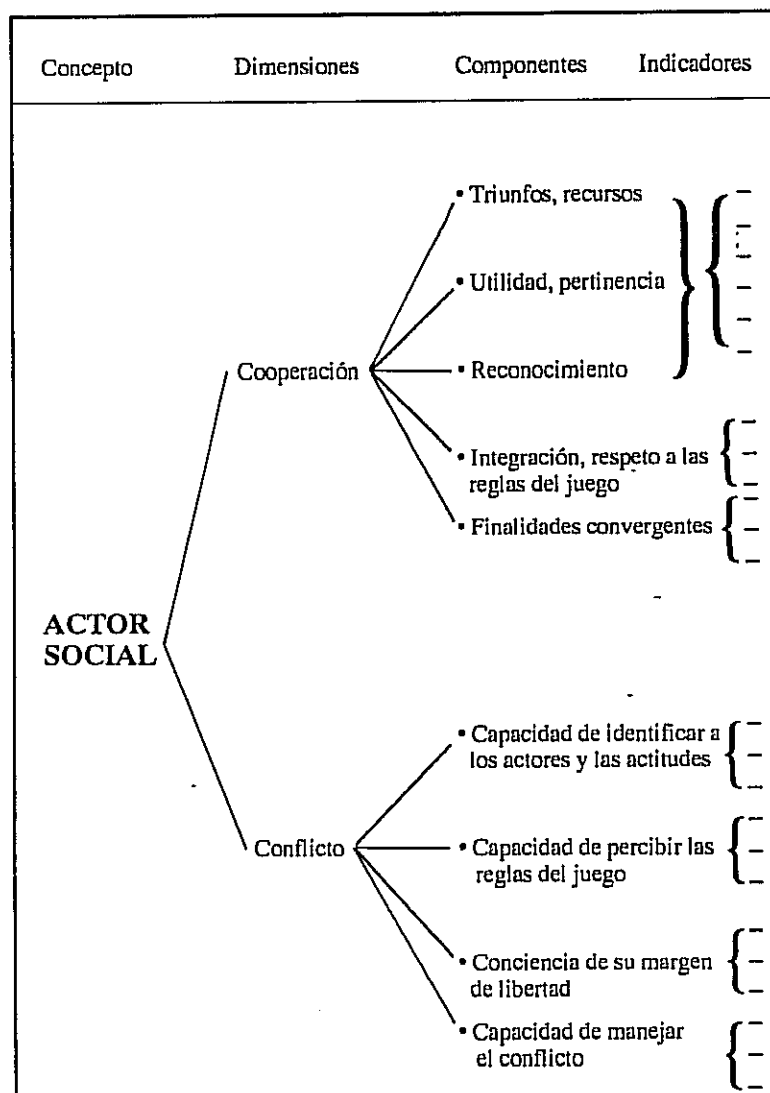 Concepto Dimensiones Componentes Indicadores
• Triunfos, recursos
• Utilidad, pertinencia
Cooperación
• Reconocimiento
• Integración, respeto a las
reglas del juego
• Finalidades convergentes
ACTOR
SOCIAL
• Capacidad de identificar a
los actores y las actitudes
Conflicto
• Capacidad de percibir las
reglas del juego
• Conciencia de su margen
de libertad
• Capacidad de manejar
el conflicto